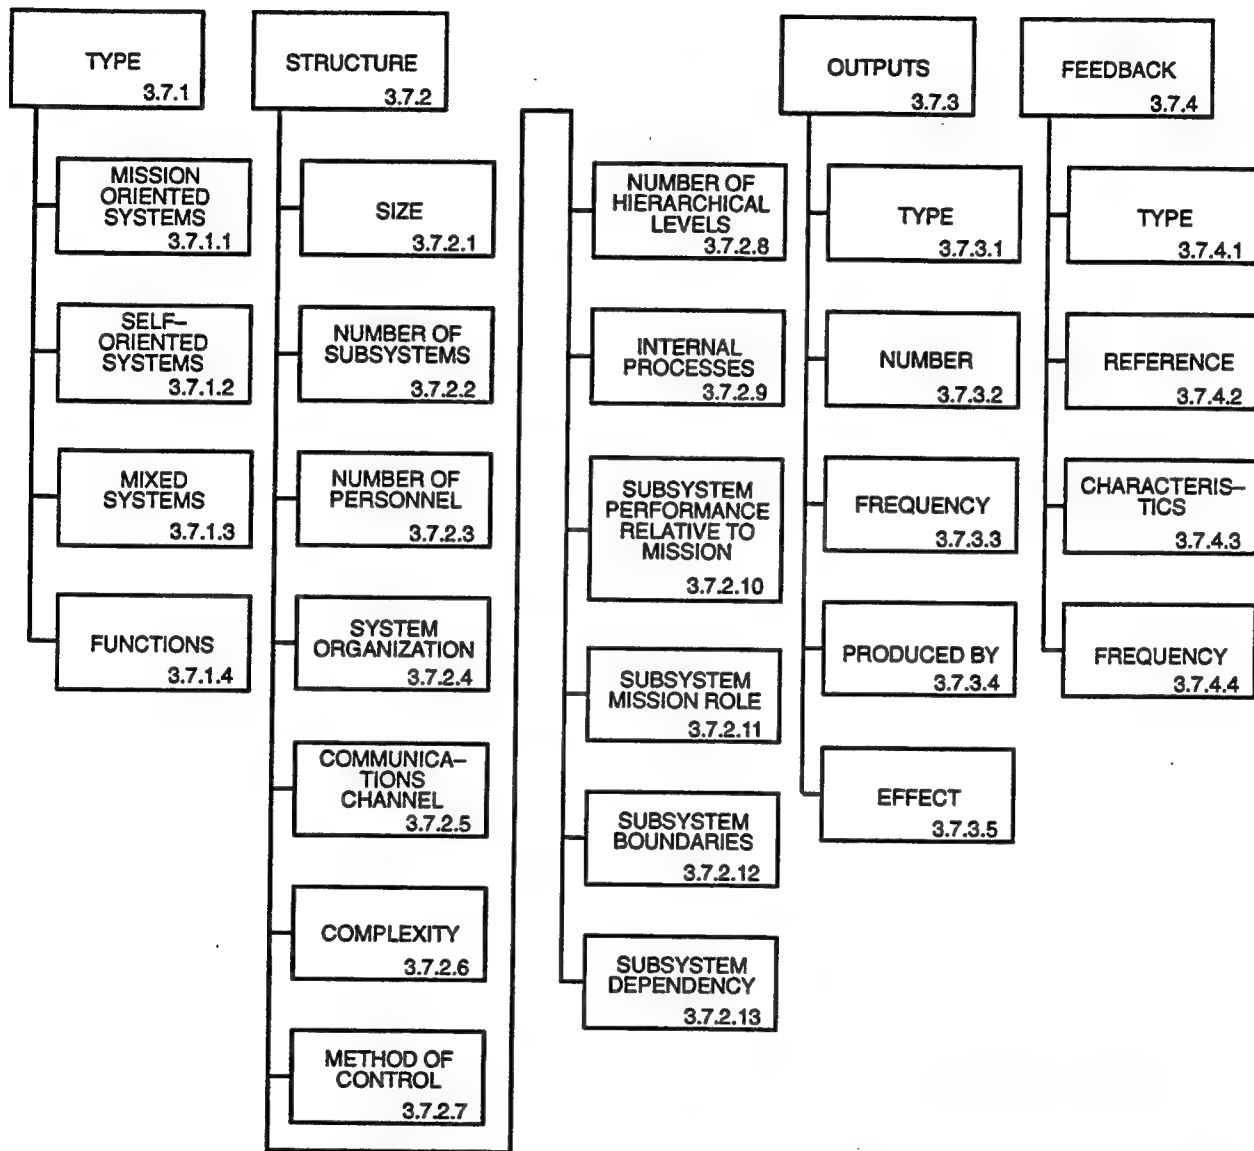 TYPE
3.7.1
MISSION
ORIENTED
SYSTEMS
3.7.1.1
SELF–
ORIENTED
SYSTEMS
3.7.1.2
MIXED
SYSTEMS
3.7.1.3
FUNCTIONS
3.7.1.4
STRUCTURE
3.7.2
SIZE
3.7.2.1
NUMBER OF
SUBSYSTEMS
3.7.2.2
NUMBER OF
PERSONNEL
3.7.2.3
SYSTEM
ORGANIZATION
3.7.2.4
COMMUNICA–
TIONS
CHANNEL
3.7.2.5
COMPLEXITY
3.7.2.6
METHOD OF
CONTROL
3.7.2.7
NUMBER OF
HIERARCHICAL
LEVELS
3.7.2.8
INTERNAL
PROCESSES
3.7.2.9
SUBSYSTEM
PERFORMANCE
RELATIVE TO
MISSION
3.7.2.10
SUBSYSTEM
MISSION ROLE
3.7.2.11
SUBSYSTEM
BOUNDARIES
3.7.2.12
SUBSYSTEM
DEPENDENCY
3.7.2.13
OUTPUTS
3.7.3
TYPE
3.7.3.1
NUMBER
3.7.3.2
FREQUENCY
3.7.3.3
PRODUCED BY
3.7.3.4
EFFECT
3.7.3.5
FEEDBACK
3.7.4
TYPE
3.7.4.1
REFERENCE
3.7.4.2
CHARACTERIS–
TICS
3.7.4.3
FREQUENCY
3.7.4.4